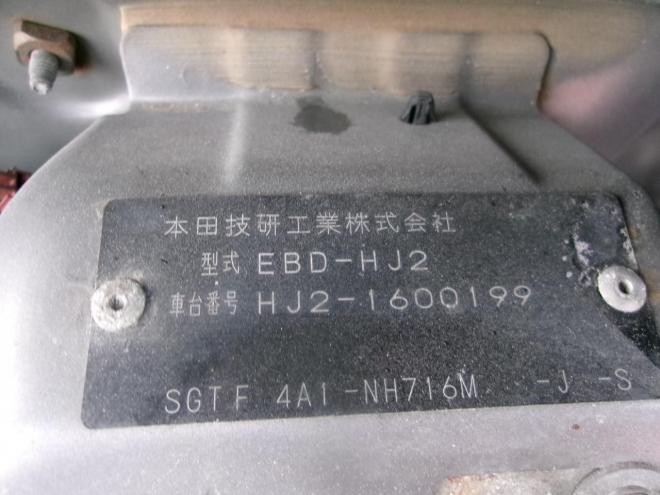 本田技研工業株式会社
型式 EBD-HJ2
車台番号 HJ2-1600199
SGTF 4A1-NH716M -J -S